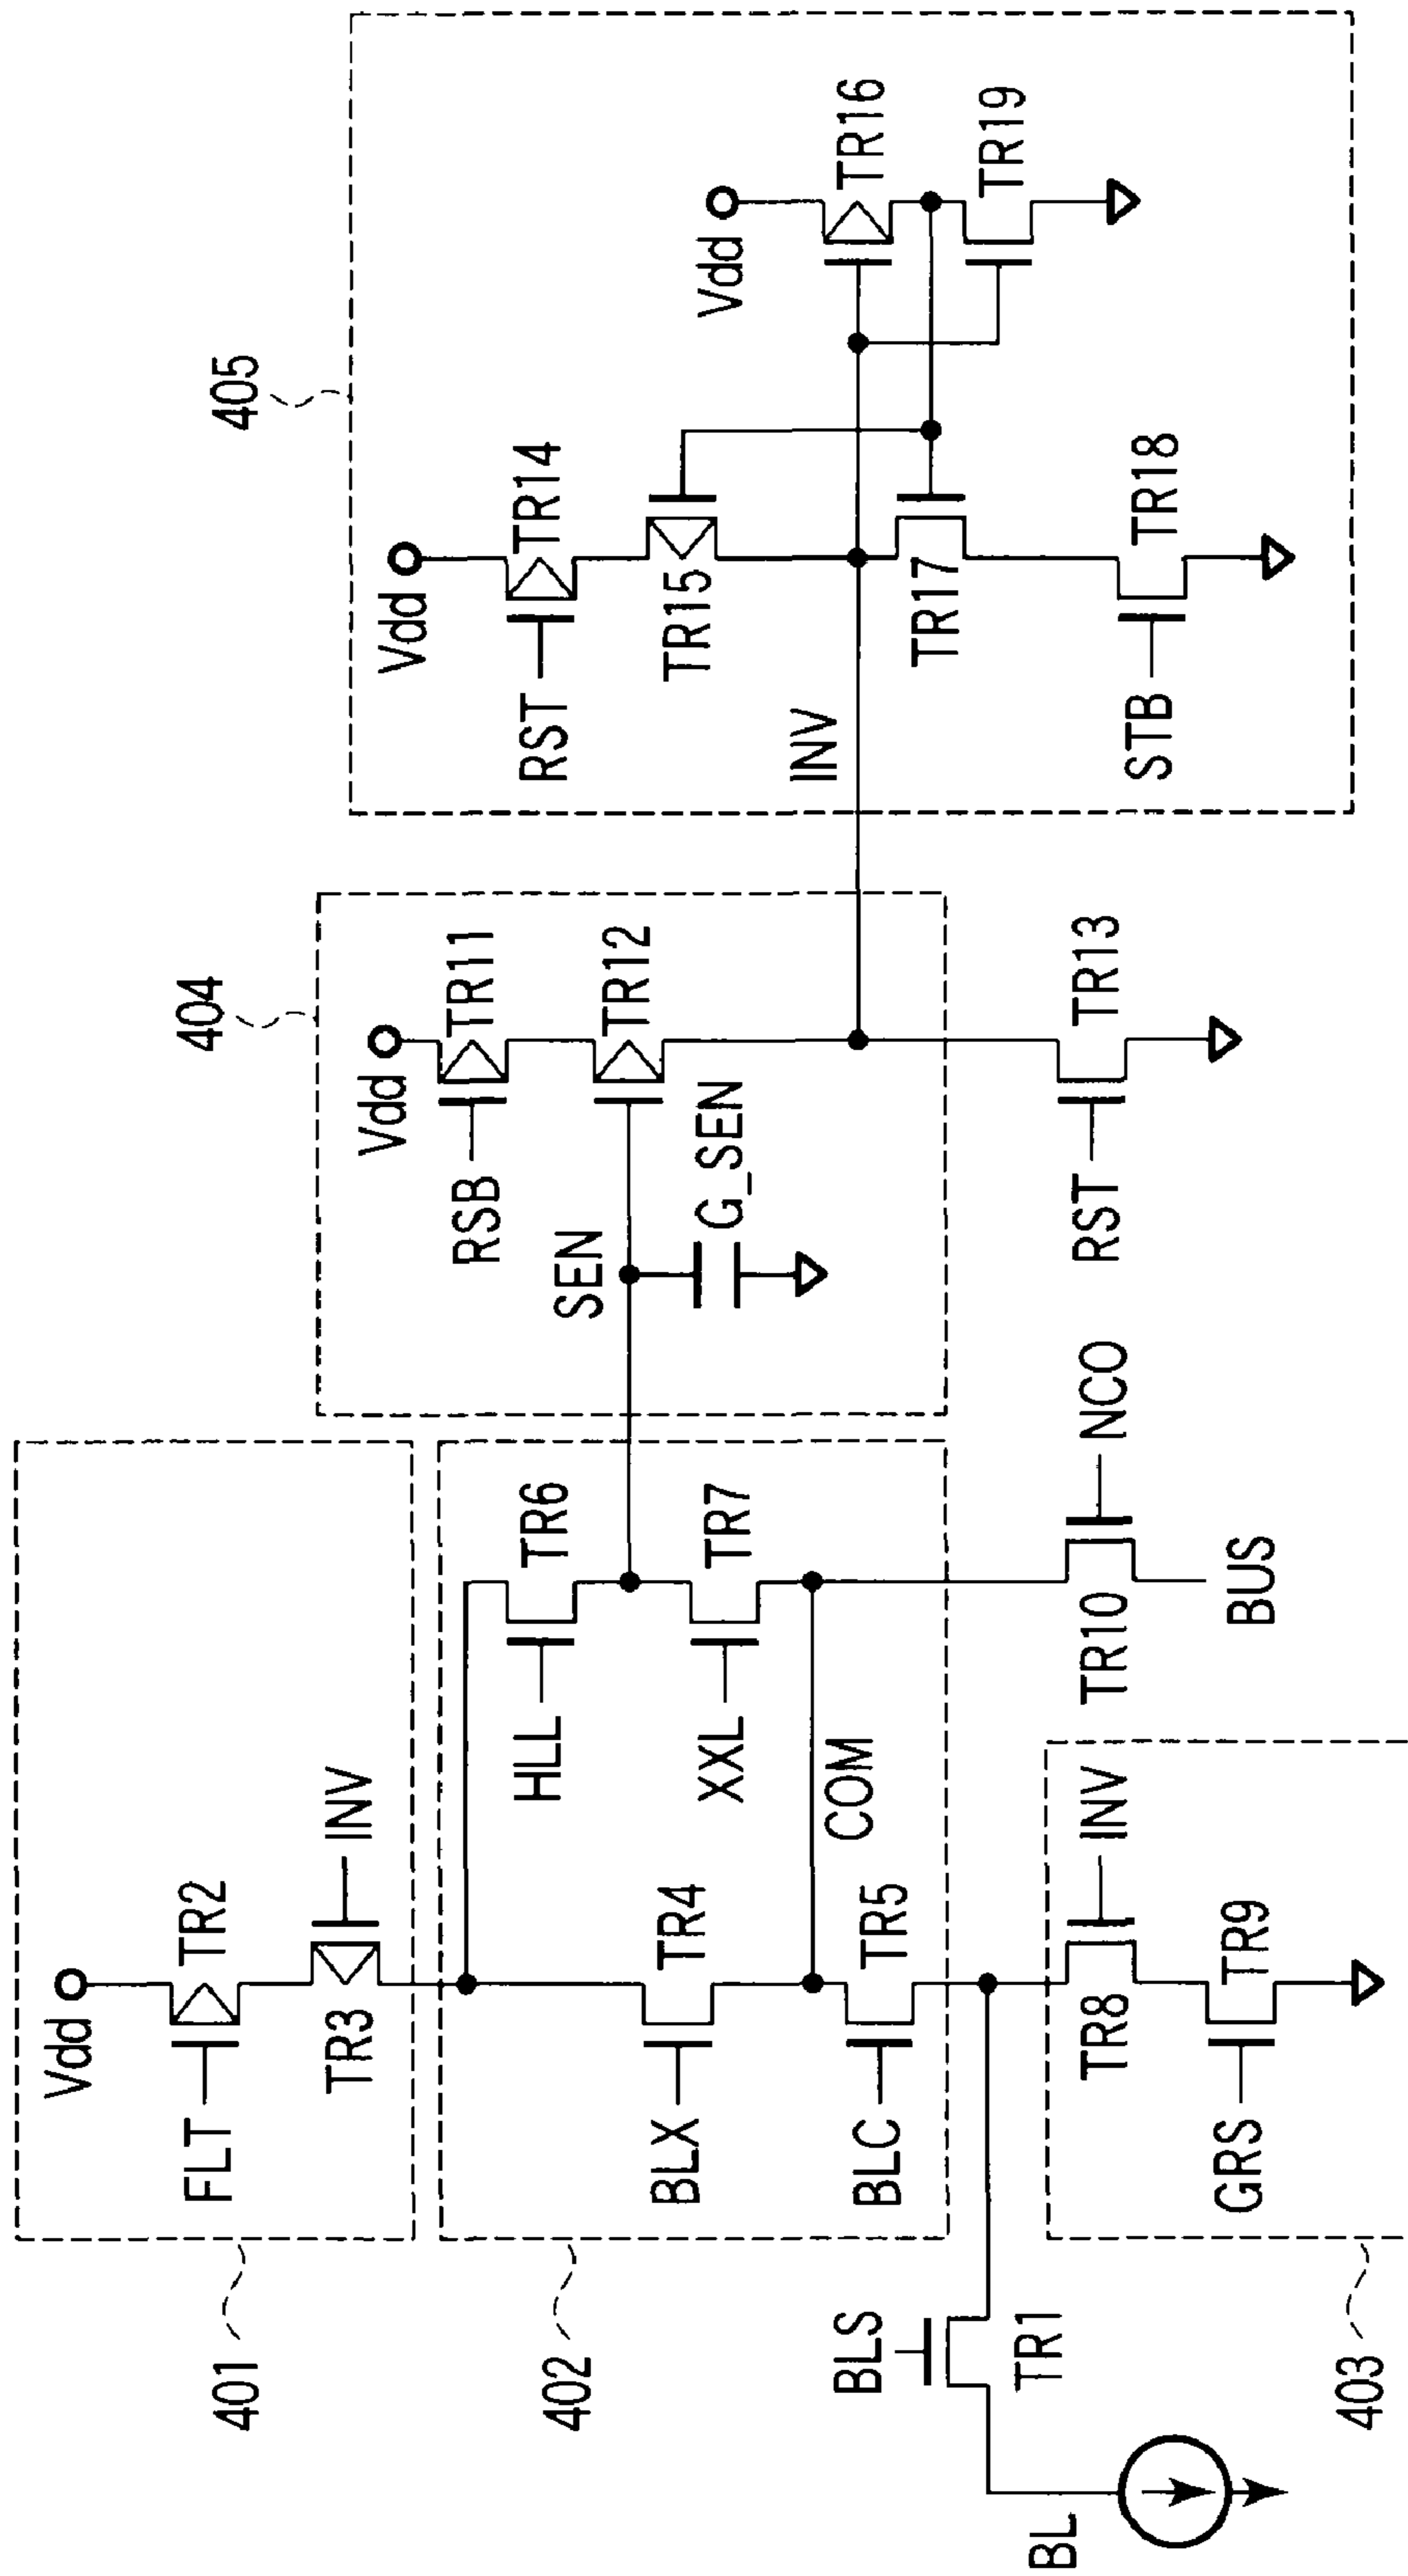 401
Vdd
FLT
TR2
TR3
INV
402
BLX
TR4
BLC
TR5
HLL
TR6
XXL
TR7
COM
BLS
TR1
BL
403
INV
TR8
GRS
TR9
TR10
NCO
BUS
404
Vdd
RSB
TR11
TR12
SEN
G_SEN
RST
TR13
405
Vdd
RST
TR14
TR15
INV
TR17
STB
TR18
Vdd
TR16
TR19